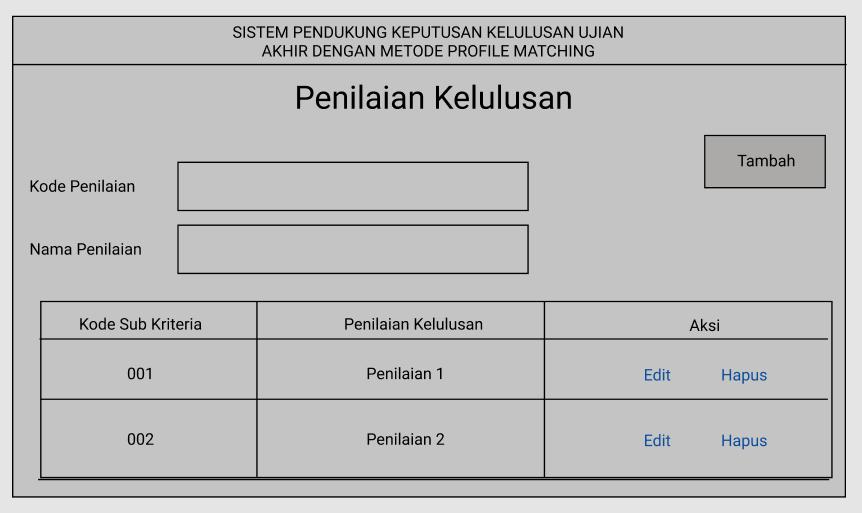 SISTEM PENDUKUNG KEPUTUSAN KELULUSAN UJIAN
AKHIR DENGAN METODE PROFILE MATCHING
Penilaian Kelulusan
Tambah
Kode Penilaian
Nama Penilaian
Kode Sub Kriteria Penilaian Kelulusan Aksi
001 Penilaian 1 Edit Hapus
002 Penilaian 2 Edit Hapus